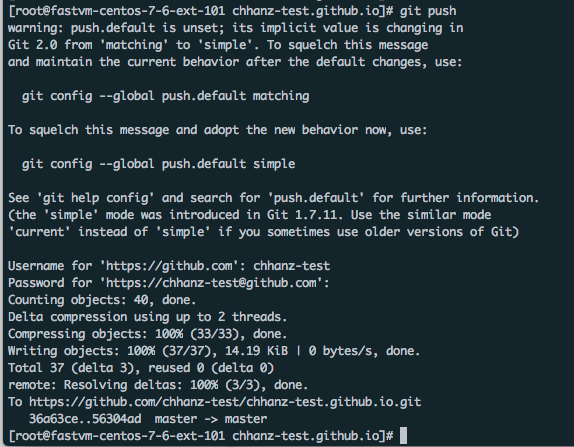 [root@fastvm-centos-7-6-ext-101 chhanz-test.github.io]# git push
warning: push.default is unset; its implicit value is changing in
Git 2.0 from 'matching' to 'simple'. To squelch this message
and maintain the current behavior after the default changes, use:
git config --global push.default matching
To squelch this message and adopt the new behavior now, use:
git config --global push.default simple
See 'git help config' and search for 'push.default' for further information.
(the 'simple' mode was introduced in Git 1.7.11. Use the similar mode
'current' instead of 'simple' if you sometimes use older versions of Git)
Username for 'https://github.com': chhanz-test
Password for 'https://chhanz-test@github.com':
Counting objects: 40, done.
Delta compression using up to 2 threads.
Compressing objects: 100% (33/33), done.
Writing objects: 100% (37/37), 14.19 KiB | 0 bytes/s, done.
Total 37 (delta 3), reused 0 (delta 0)
remote: Resolving deltas: 100% (3/3), done.
To https://github.com/chhanz-test/chhanz-test.github.io.git
36a63ce..56304ad  master -> master
[root@fastvm-centos-7-6-ext-101 chhanz-test.github.io]#